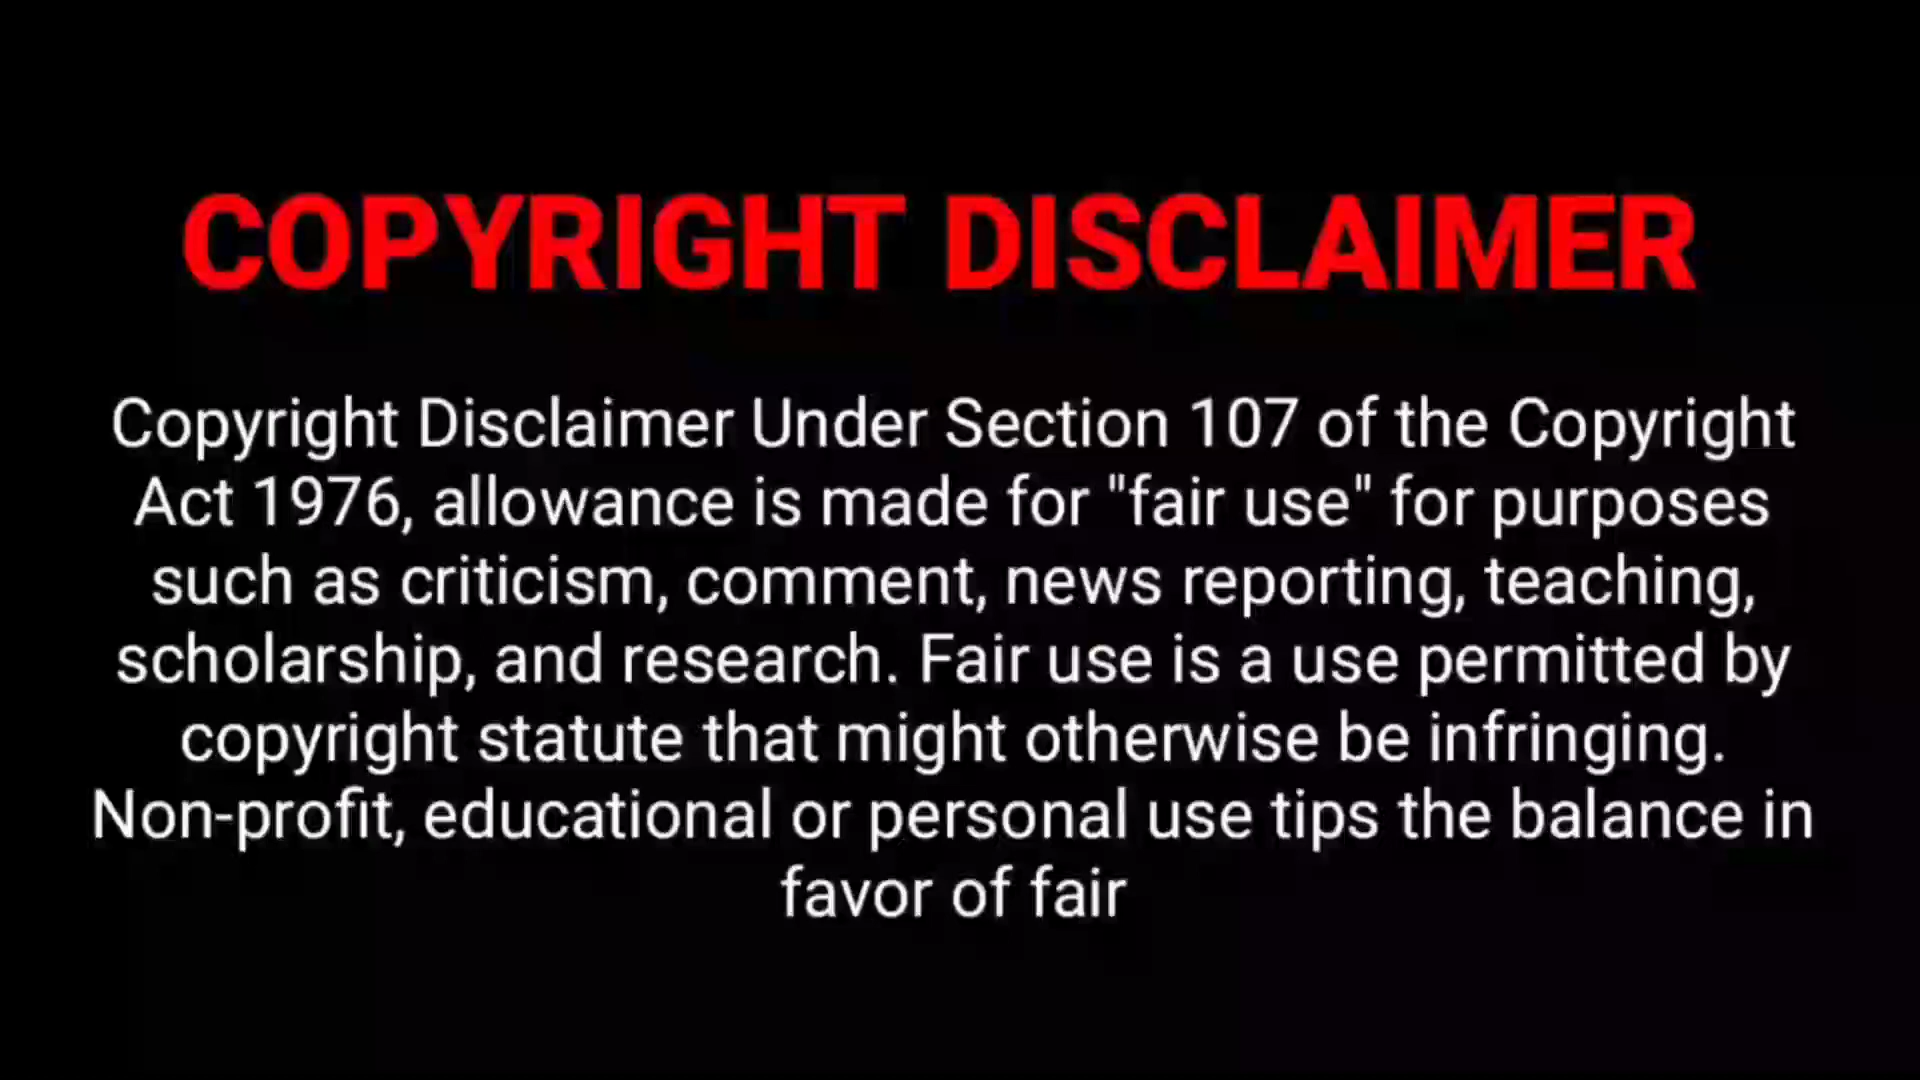 COPYRIGHT DISCLAIMER
Copyright Disclaimer Under Section 107 of the Copyright
Act 1976, allowance is made for "fair use" for purposes
such as criticism, comment, news reporting, teaching,
scholarship, and research. Fair use is a use permitted by
copyright statute that might otherwise be infringing.
Non-profit, educational or personal use tips the balance in
favor of fair